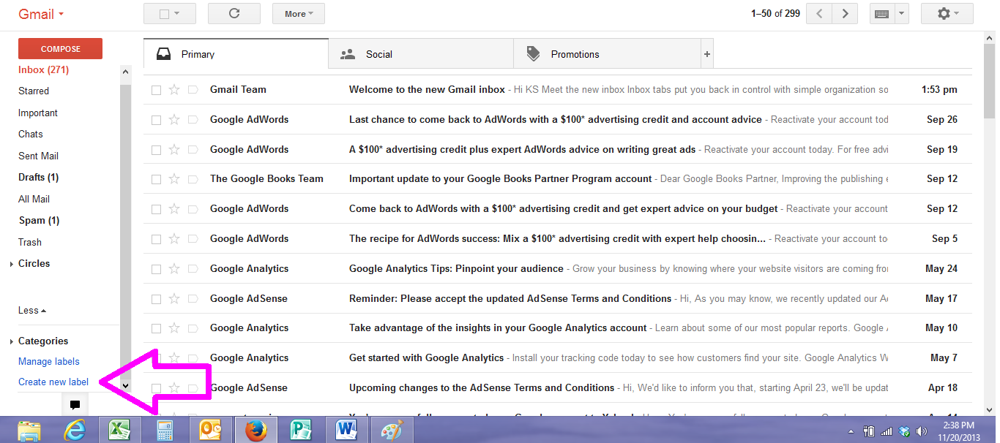 Gmail
More
1–50 of 299
COMPOSE
Inbox (271)
Starred
Important
Chats
Sent Mail
Drafts (1)
All Mail
Spam (1)
Trash
Circles
Less
Categories
Manage labels
Create new label
Primary
Social
Promotions
+
Gmail Team Welcome to the new Gmail inbox - Hi KS Meet the new inbox Inbox tabs put you back in control with simple organization so 1:53 pm
Google AdWords Last chance to come back to AdWords with a $100* advertising credit and account advice - Reactivate your account tod Sep 26
Google AdWords A $100* advertising credit plus expert AdWords advice on writing great ads - Reactivate your account today. For free advi Sep 19
The Google Books Team Important update to your Google Books Partner Program account - Dear Google Books Partner, Improving the publishing Sep 12
Google AdWords Come back to AdWords with a $100* advertising credit and get expert advice on your budget - Reactivate your account Sep 12
Google AdWords The recipe for AdWords success: Mix a $100* advertising credit with expert help choosin... - Reactivate your account to Sep 5
Google Analytics Google Analytics Tips: Pinpoint your audience - Grow your business by knowing where your website visitors are coming from May 24
Google AdSense Reminder: Please accept the updated AdSense Terms and Conditions - Hi, As you may know, we recently updated our May 17
Google Analytics Take advantage of the insights in your Google Analytics account - Learn about some of our most popular reports. Google May 10
Google Analytics Get started with Google Analytics - Install your tracking code today to see how customers find your site. Google Analytics May 7
Google AdSense Upcoming changes to the AdSense Terms and Conditions - Hi, We'd like to inform you that, starting April 23, we'll be updat Apr 18
2:38 PM
11/20/2013